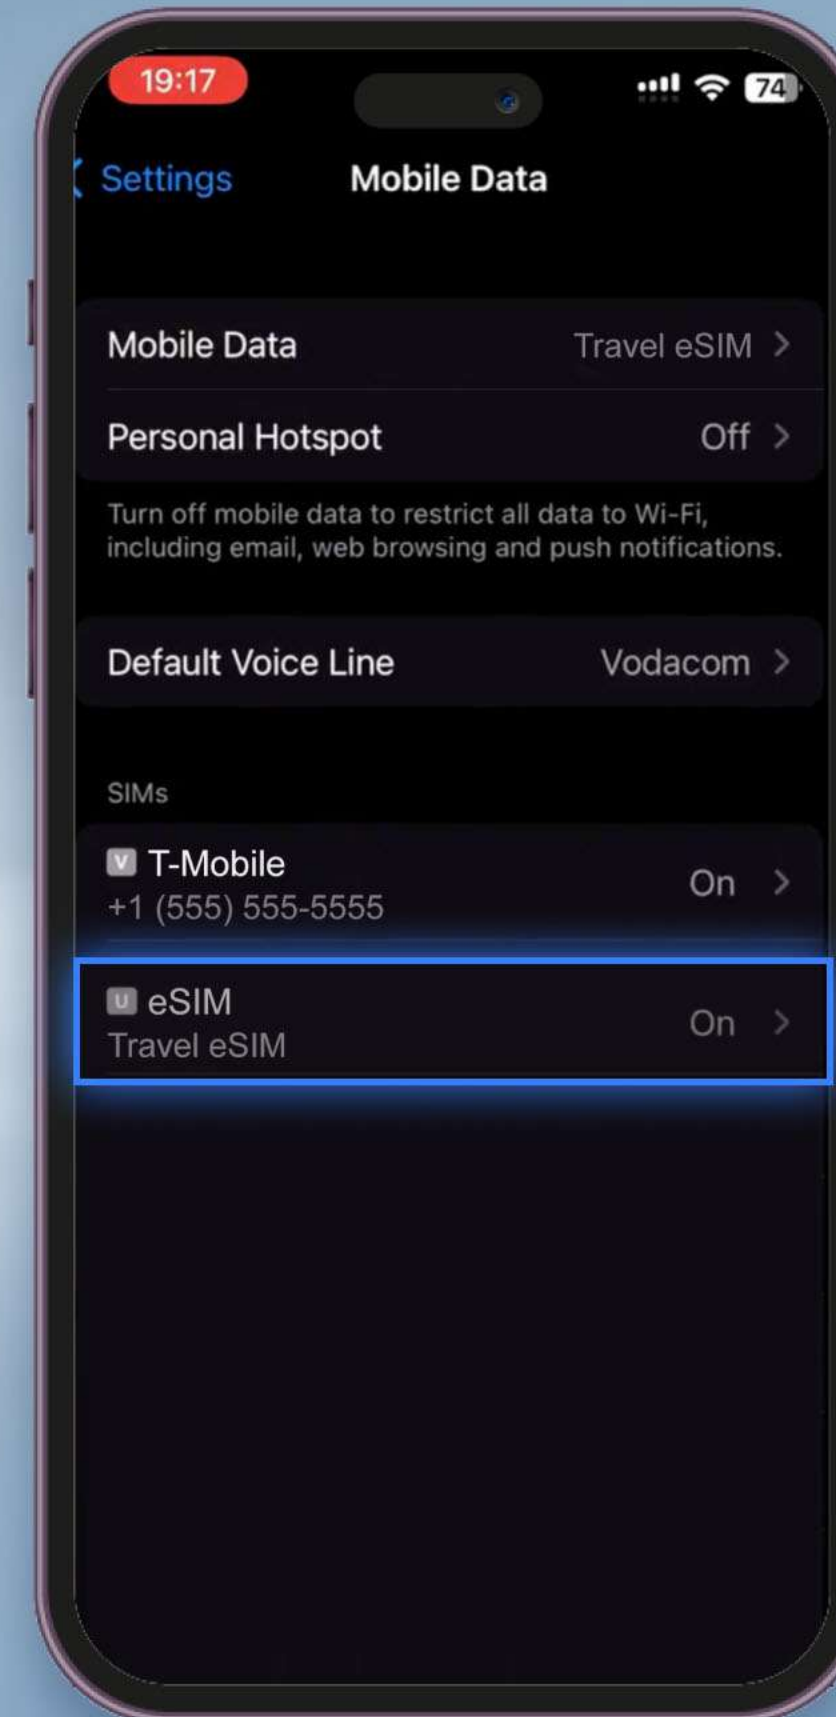 19:17
74
Settings
Mobile Data
Mobile Data
Travel eSIM
Personal Hotspot
Off
Turn off mobile data to restrict all data to Wi-Fi,
including email, web browsing and push notifications.
Default Voice Line
Vodacom
SIMs
V T-Mobile
On
+1 (555) 555-5555
U eSIM
On
Travel eSIM